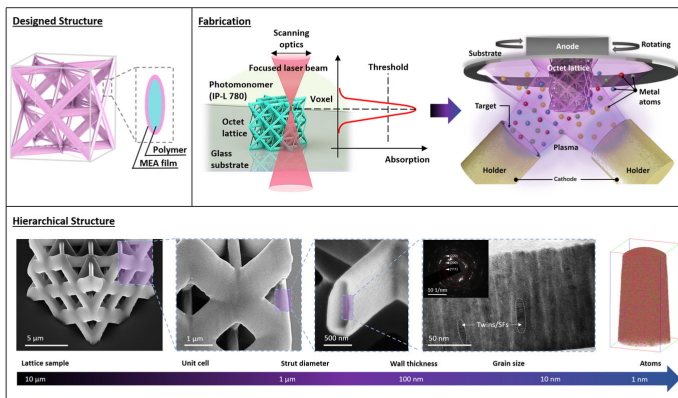 Designed Structure
Polymer
MEA film
Fabrication
Scanning
optics
Focused laser beam
Photomonomer
(IP-L 780)
Voxel
Threshold
Octet
lattice
Glass
substrate
Absorption
Substrate
Anode
Rotating
Octet lattice
Metal
atoms
Target
Plasma
Holder
Holder
Cathode
Hierarchical Structure
5 μm
1 μm
500 nm
10 1/nm
Twins/SFs
50 nm
Lattice sample
Unit cell
Strut diameter
Wall thickness
Grain size
Atoms
10 μm
1 μm
100 nm
10 nm
1 nm